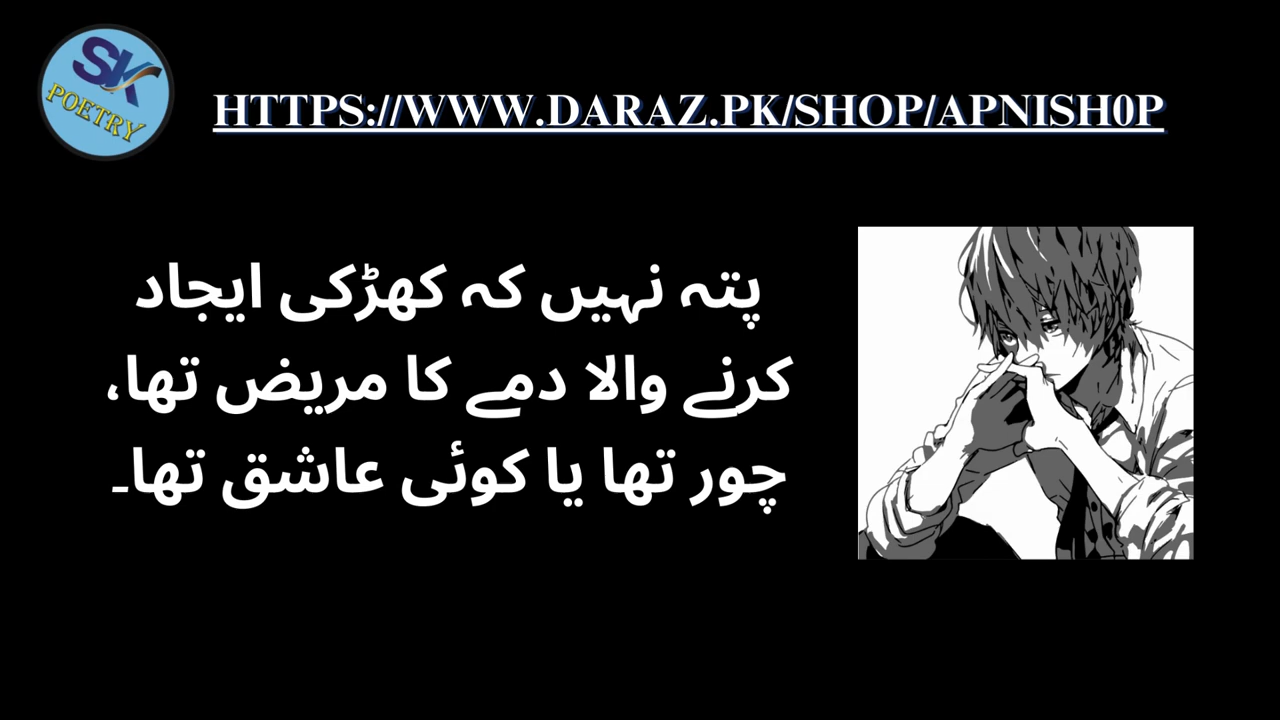 SK
POETRY
HTTPS://WWW.DARAZ.PK/SHOP/APNISH0P
پتہ نہیں کہ کھڑکی ایجاد
کرنے والا دمے کا مریض تھا،
چور تھا یا کوئی عاشق تھا۔